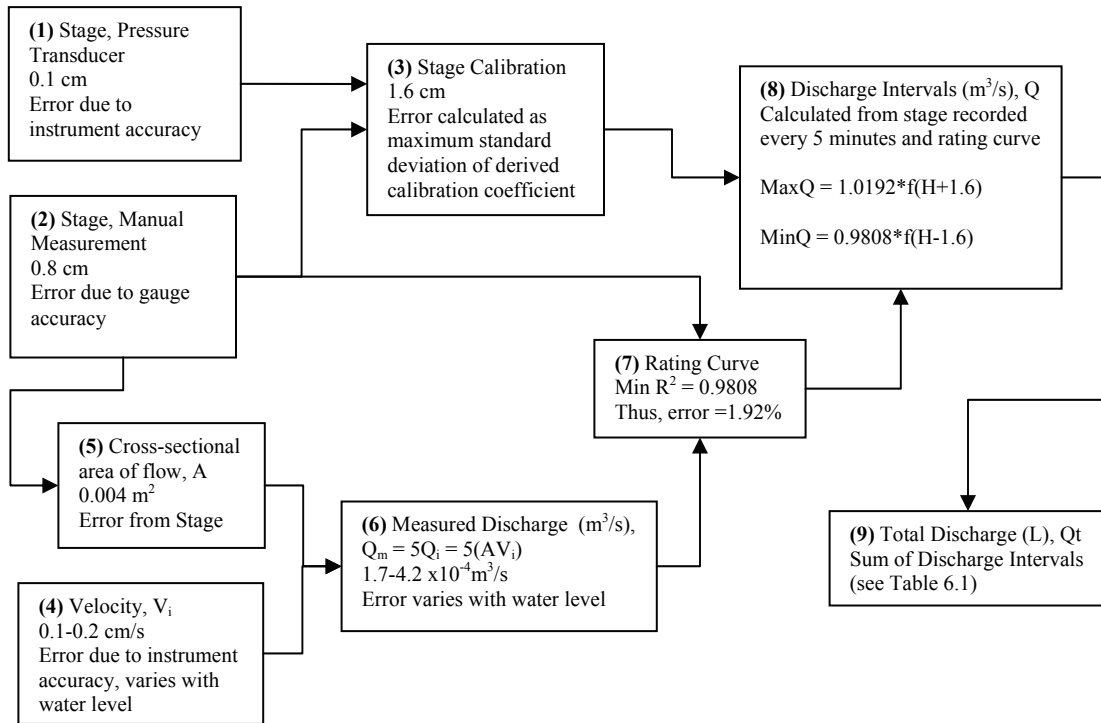 (1) Stage, Pressure
Transducer
0.1 cm
Error due to
instrument accuracy
(2) Stage, Manual
Measurement
0.8 cm
Error due to gauge
accuracy
(3) Stage Calibration
1.6 cm
Error calculated as
maximum standard
deviation of derived
calibration coefficient
(4) Velocity, Vᵢ
0.1-0.2 cm/s
Error due to instrument
accuracy, varies with
water level
(5) Cross-sectional
area of flow, A
0.004 m²
Error from Stage
(6) Measured Discharge (m³/s),
Qₘ = 5Qᵢ = 5(AVᵢ)
1.7-4.2 x10⁻⁴m³/s
Error varies with water level
(7) Rating Curve
Min R² = 0.9808
Thus, error =1.92%
(8) Discharge Intervals (m³/s), Q
Calculated from stage recorded
every 5 minutes and rating curve
MaxQ = 1.0192*f(H+1.6)
MinQ = 0.9808*f(H-1.6)
(9) Total Discharge (L), Qt
Sum of Discharge Intervals
(see Table 6.1)